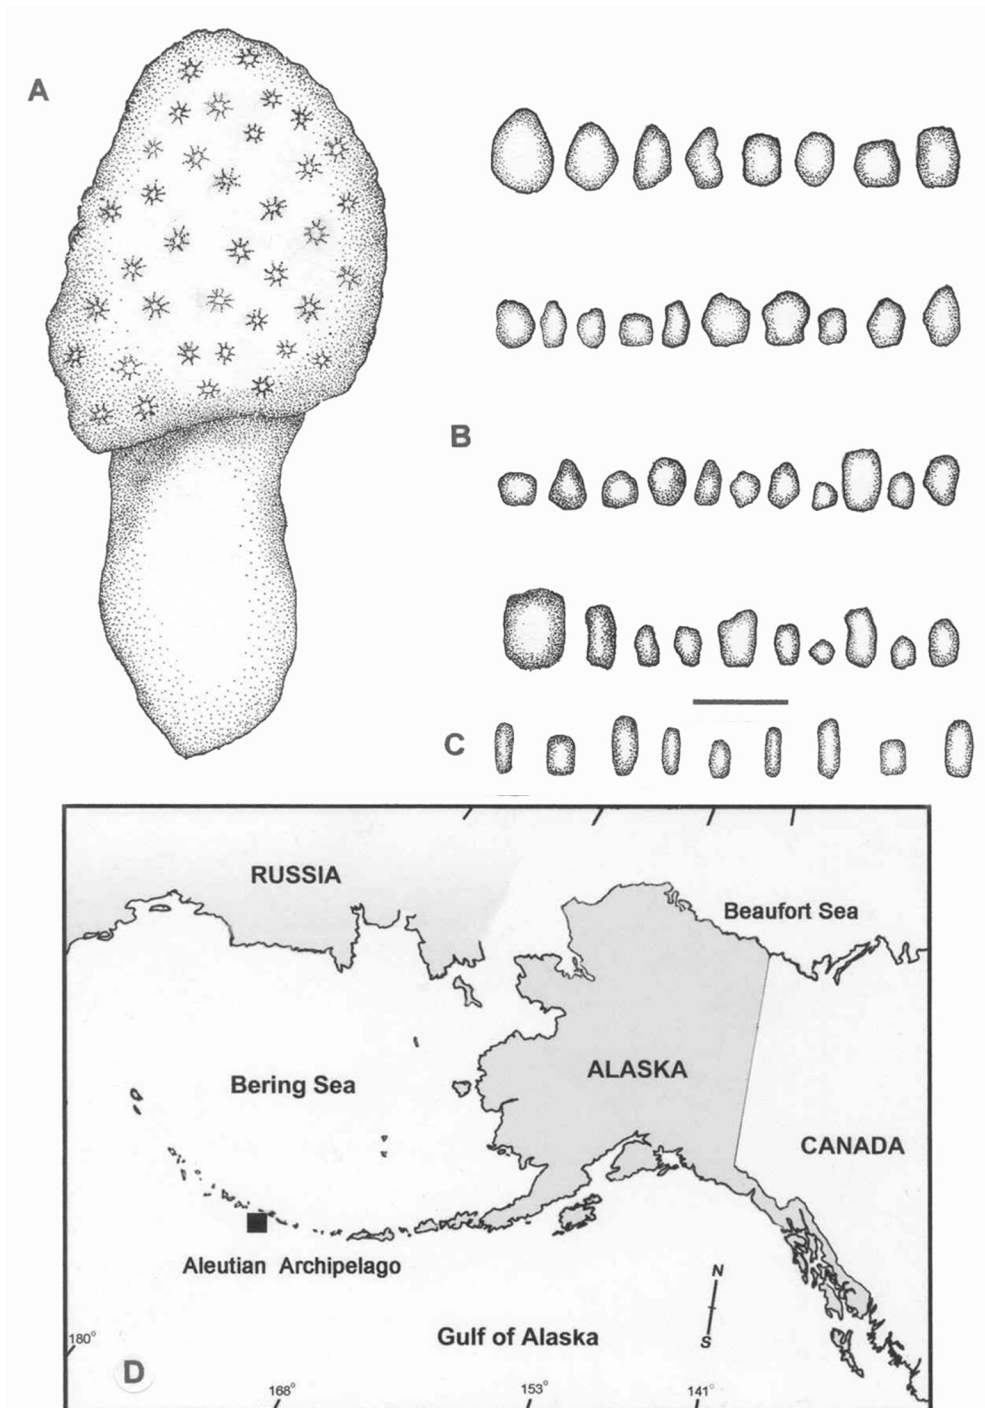 A
B
C
RUSSIA
Beaufort Sea
ALASKA
Bering Sea
CANADA
Aleutian Archipelago
N
S
Gulf of Alaska
180°
D
168°
153°
141°